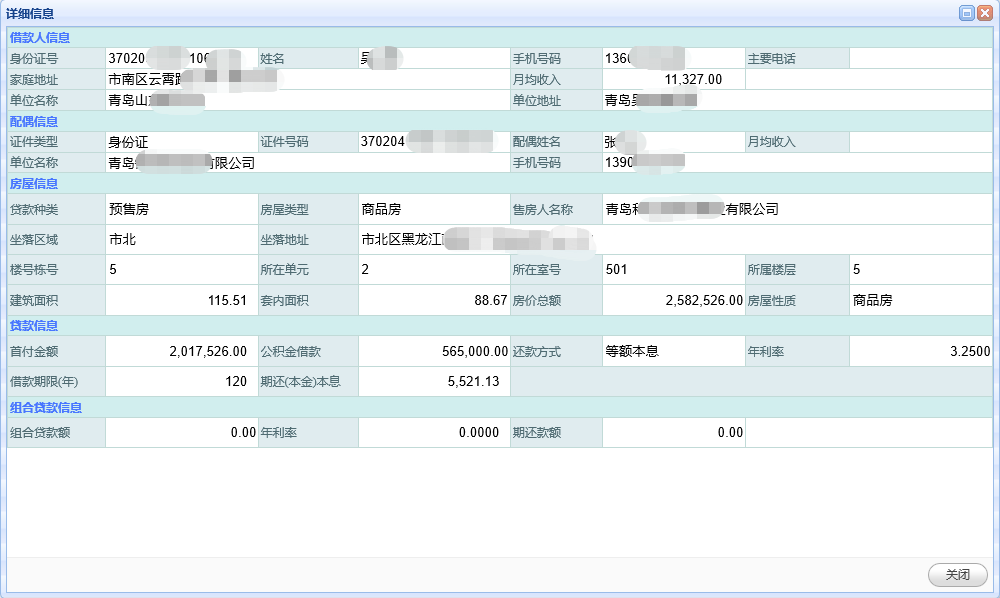 详细信息
借款人信息
身份证号 37020 106 姓名 手机号码 1360 主要电话
家庭地址 市南区云霄路 月均收入 11,327.00
单位名称 青岛山 单位地址 青岛
配偶信息
证件类型 身份证 证件号码 370204 配偶姓名 张 月均收入
单位名称 青岛 有限公司 手机号码 1390
房屋信息
贷款种类 预售房 房屋类型 商品房 售房人名称 青岛和 有限公司
坐落区域 市北 坐落地址 市北区黑龙江
楼号栋号 5 所在单元 2 所在室号 501 所属楼层 5
建筑面积 115.51 套内面积 88.67 房价总额 2,582,526.00 房屋性质 商品房
贷款信息
首付金额 2,017,526.00 公积金借款 565,000.00 还款方式 等额本息 年利率 3.2500
借款期限(年) 120 期还(本金)本息 5,521.13
组合贷款信息
组合贷款额 0.00 年利率 0.0000 期还款额 0.00
关闭